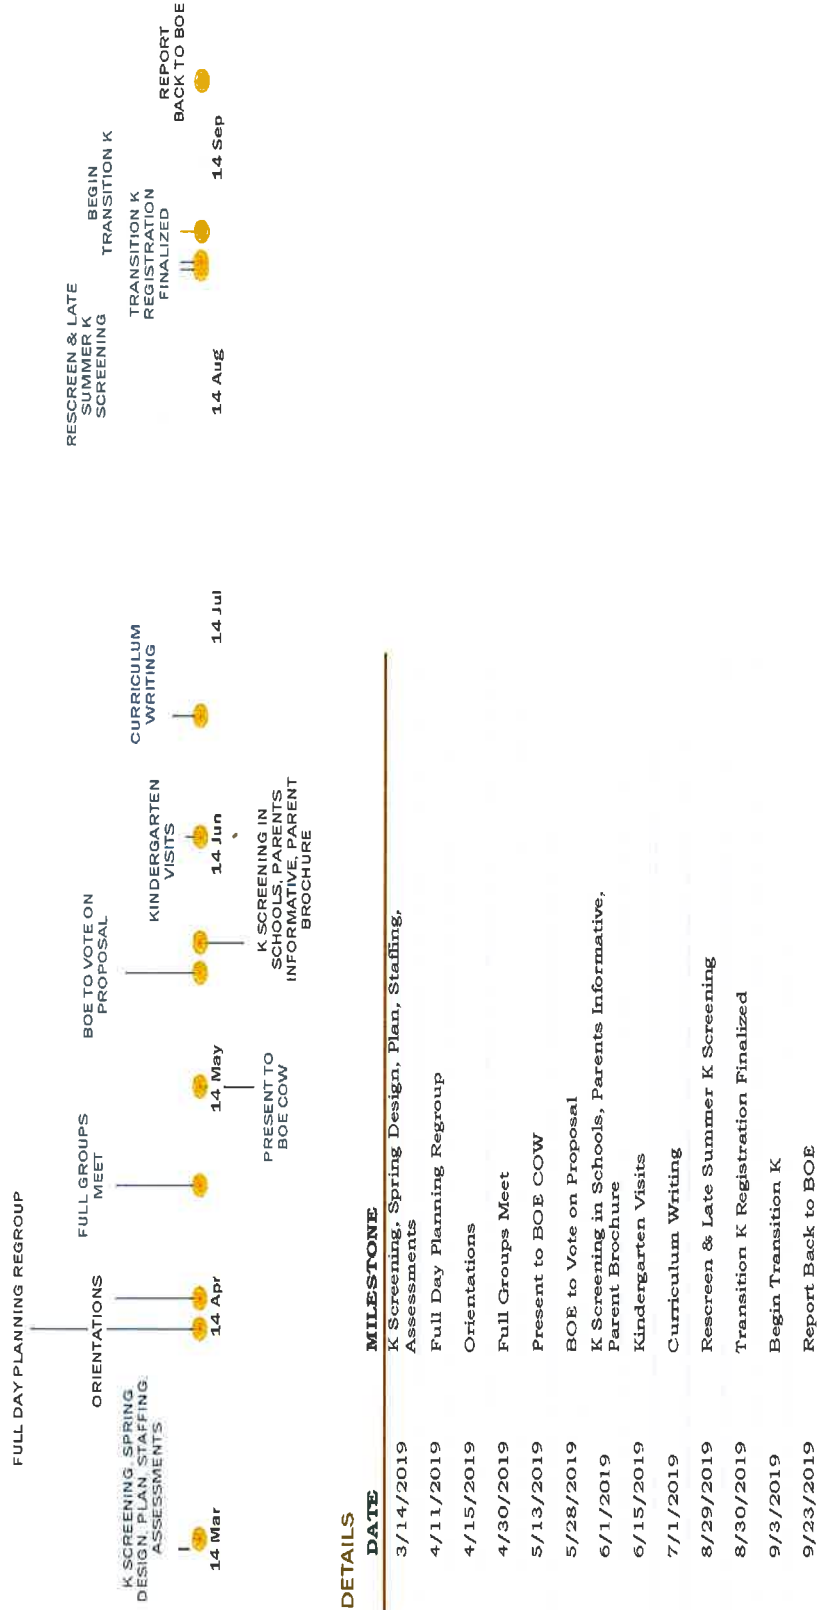 FULL DAY PLANNING REGROUP
ORIENTATIONS
K SCREENING, SPRING
DESIGN, PLAN, STAFFING,
ASSESSMENTS
FULL GROUPS
MEET
BOE TO VOTE ON
PROPOSAL
KINDERGARTEN
VISITS
CURRICULUM
WRITING
RESCREEN & LATE
SUMMER K
SCREENING
BEGIN
TRANSITION K
TRANSITION K
REGISTRATION
FINALIZED
REPORT
BACK TO BOE
14 Mar
14 Apr
14 May
14 Jun
14 Jul
14 Aug
14 Sep
PRESENT TO
BOE COW
K SCREENING IN
SCHOOLS, PARENTS
INFORMATIVE, PARENT
BROCHURE
DETAILS
DATE MILESTONE
3/14/2019 K Screening, Spring Design, Plan, Staffing,
Assessments
4/11/2019 Full Day Planning Regroup
4/15/2019 Orientations
4/30/2019 Full Groups Meet
5/13/2019 Present to BOE COW
5/28/2019 BOE to Vote on Proposal
6/1/2019 K Screening in Schools, Parents Informative,
Parent Brochure
6/15/2019 Kindergarten Visits
7/1/2019 Curriculum Writing
8/29/2019 Rescreen & Late Summer K Screening
8/30/2019 Transition K Registration Finalized
9/3/2019 Begin Transition K
9/23/2019 Report Back to BOE